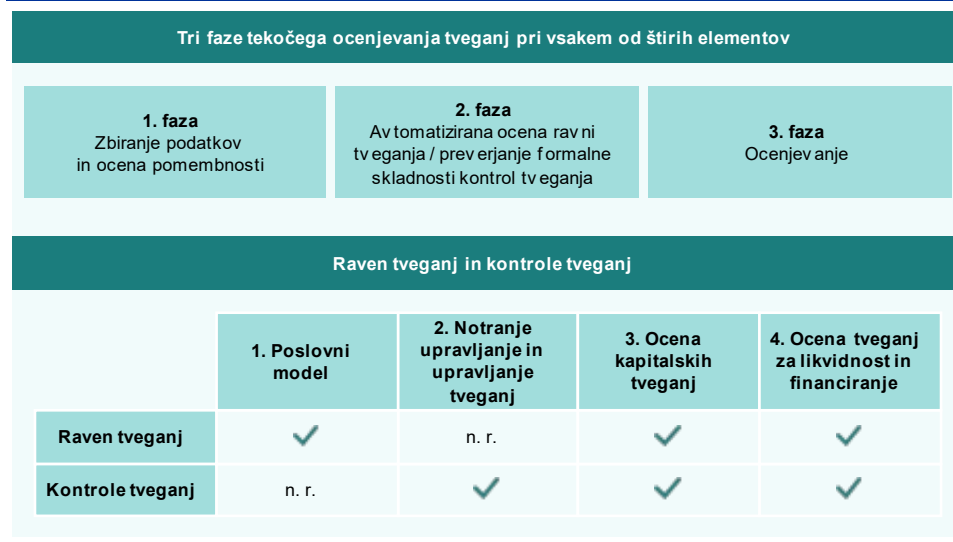 Tri faze tekočega ocenjevanja tveganj pri vsakem od štirih elementov
1. faza
Zbiranje podatkov
in ocena pomembnosti
2. faza
Avtomatizirana ocena ravni
tveganja / preverjanje formalne
skladnosti kontrol tveganja
3. faza
Ocenjevanje
Raven tveganj in kontrole tveganj
1. Poslovni
model
2. Notranje
upravljanje in
upravljanje
tveganj
3. Ocena
kapitalskih
tveganj
4. Ocena tveganj
za likvidnost in
financiranje
Raven tveganj
n. r.
Kontrole tveganj
n. r.